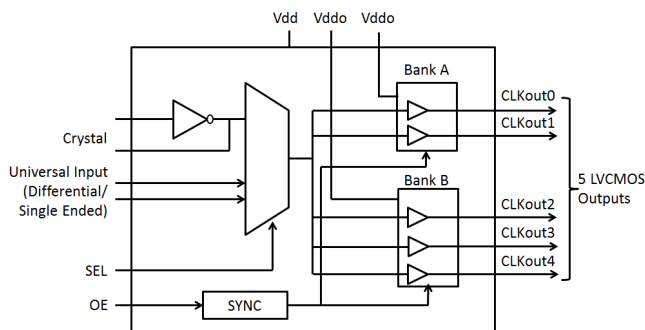 Vdd Vddo Vddo
Bank A
CLKout0
CLKout1
Crystal
Universal Input
(Differential/
Single Ended)
5 LVCMOS
Outputs
Bank B
CLKout2
CLKout3
CLKout4
SEL
OE
SYNC